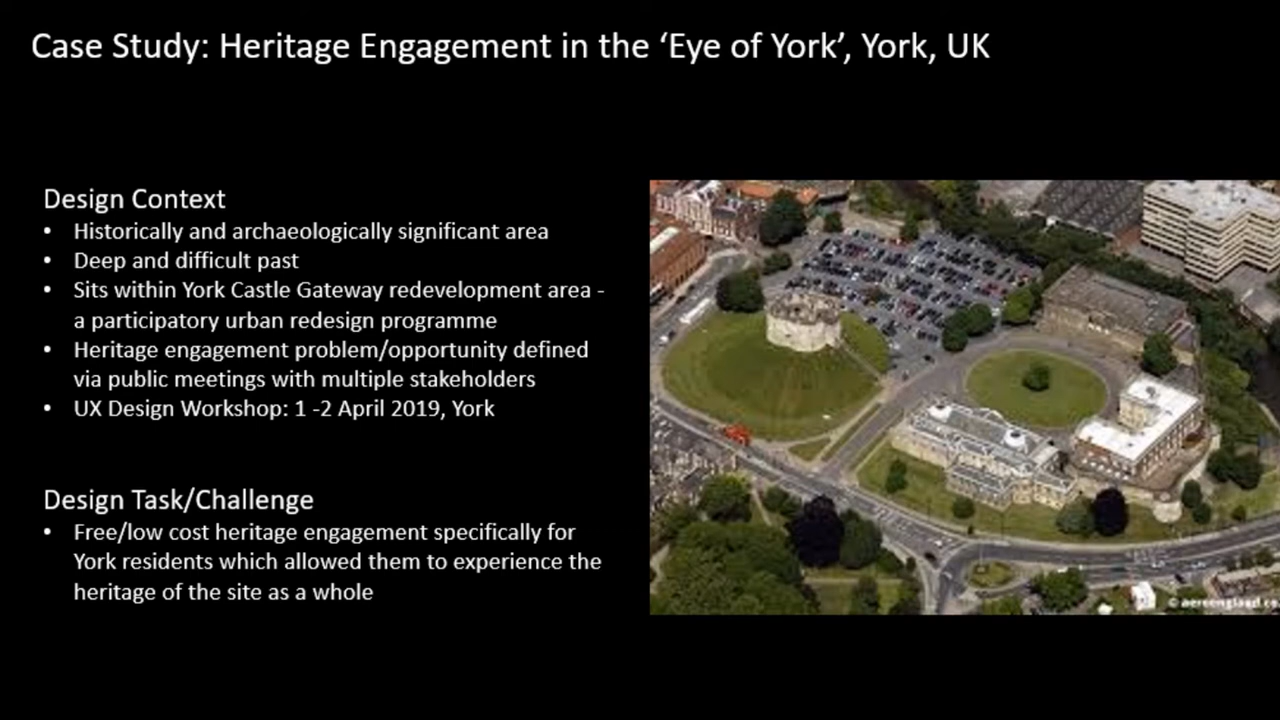 Case Study: Heritage Engagement in the ‘Eye of York’, York, UK
Design Context
• Historically and archaeologically significant area
• Deep and difficult past
• Sits within York Castle Gateway redevelopment area -
a participatory urban redesign programme
• Heritage engagement problem/opportunity defined
via public meetings with multiple stakeholders
• UX Design Workshop: 1 -2 April 2019, York
Design Task/Challenge
• Free/low cost heritage engagement specifically for
York residents which allowed them to experience the
heritage of the site as a whole
© aeroengland.co